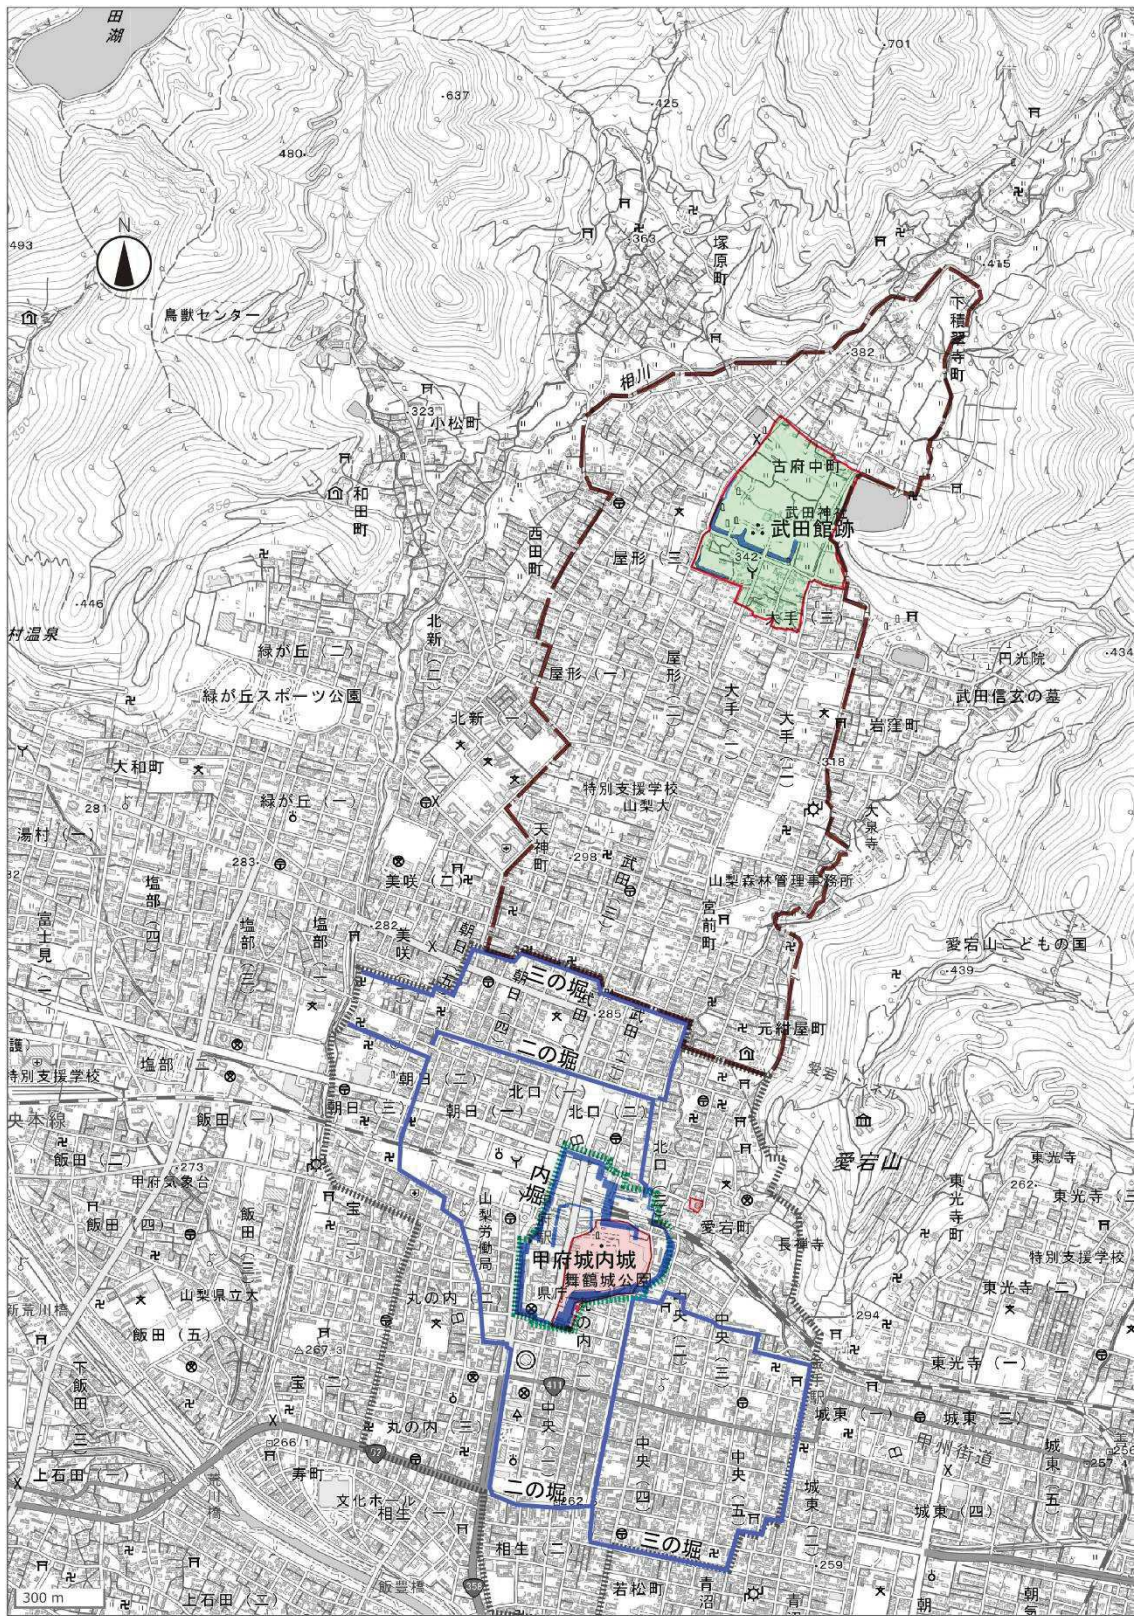 田湖
701
637
425
480
363
塚原町
493
N
415
鳥獣センター
下積翠寺町
相川
382
323
小松町
古府中町
和田町
武田神社
武田館跡
西田町
屋形（三）
342
446
大手（三）
村温泉
北新（二）
緑が丘（二）
円光院
434
緑が丘スポーツ公園
屋形（一）
屋形（二）
大手（一）
大手（二）
武田信玄の墓
北新（一）
岩窪町
大和町
318
特別支援学校
山梨大
281
緑が丘（一）
大泉寺
湯村（一）
天神町
283
298
武田（三）
美咲（二）
山梨森林管理事務所
塩部（四）
宮前町
富士見（二）
塩部（三）
塩部（一）
282
愛宕山こどもの国
439
三の堀
朝日（四）
285
元紺屋町
二の堀
塩部（二）
特別支援学校
朝日（二）
北口（一）
朝日（三）
朝日（一）
北口（二）
央本線
飯田（一）
飯田（二）
愛宕山
東光寺
273
甲府気象台
262
東光寺（三）
内堀
東光寺町
飯田（四）
飯田（三）
山梨労働局
愛宕町
長禅寺
甲府城内城
特別支援学校
舞鶴城公園
東光寺（二）
山梨県立大
丸の内（二）
県庁
新荒川橋
294
飯田（五）
丸の内（一）
中央（二）
中央（三）
267.3
東光寺（一）
下飯田（三）
宝（二）
411
中央（一）
城東（一）
城東（三）
丸の内（三）
甲州街道
266.1
52
上石田（一）
寿町
中央（四）
中央（五）
城東（五）
257.4
二の堀
262
文化ホール
城東（二）
城東（四）
相生（一）
相生（二）
三の堀
259
若松町
青沼
飯豊橋
358
上石田（二）
300 m